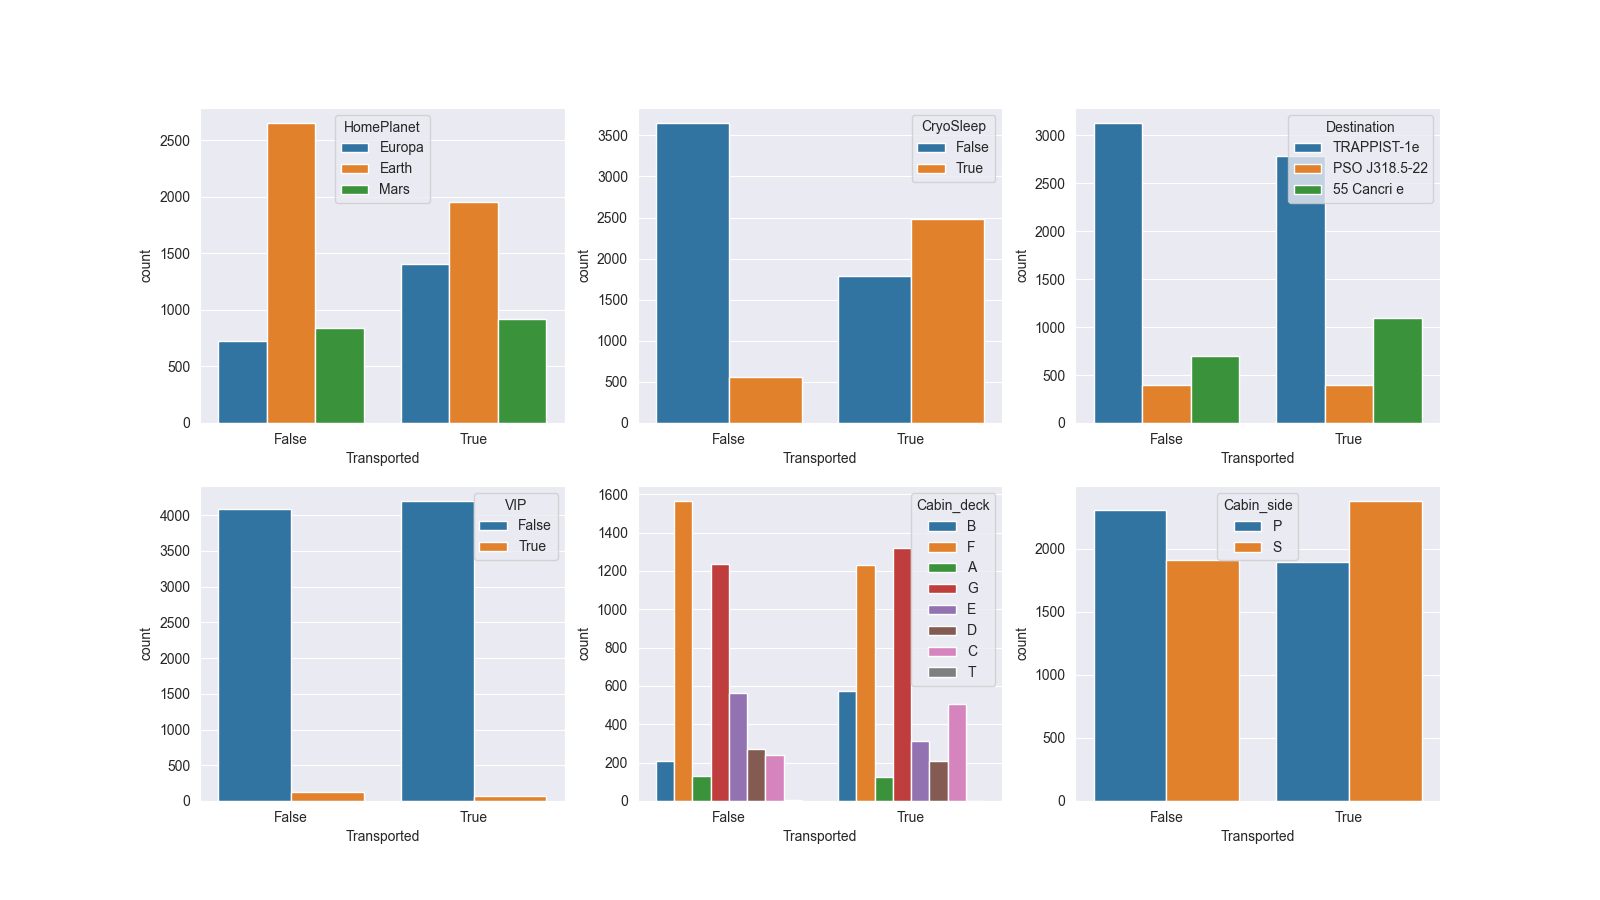 HomePlanet
Europa
Earth
Mars
2500
2000
1500
1000
500
0
count
False True
Transported
CryoSleep
False
True
3500
3000
2500
2000
1500
1000
500
0
count
False True
Transported
Destination
TRAPPIST-1e
PSO J318.5-22
55 Cancri e
3000
2500
2000
1500
1000
500
0
count
False True
Transported
VIP
False
True
4000
3500
3000
2500
2000
1500
1000
500
0
count
False True
Transported
Cabin_deck
B
F
A
G
E
D
C
T
1600
1400
1200
1000
800
600
400
200
0
count
False True
Transported
Cabin_side
P
S
2000
1500
1000
500
0
count
False True
Transported